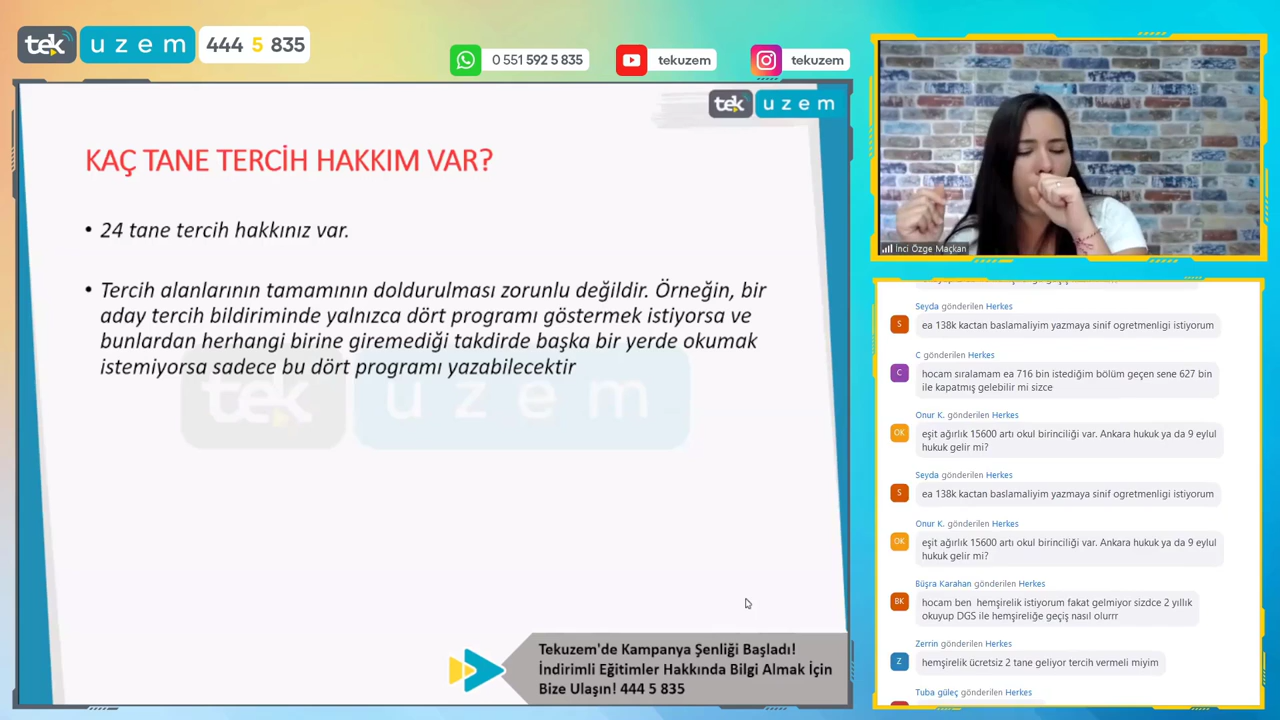 tek uzem 444 5 835
0 551 592 5 835
tekuzem
tekuzem
tek uzem
KAÇ TANE TERCİH HAKKIM VAR?
• 24 tane tercih hakkınız var.
• Tercih alanlarının tamamının doldurulması zorunlu değildir. Örneğin, bir
aday tercih bildiriminde yalnızca dört programı göstermek istiyorsa ve
bunlardan herhangi birine giremediği takdirde başka bir yerde okumak
istemiyorsa sadece bu dört programı yazabilecektir
tek uzem
Tekuzem'de Kampanya Şenliği Başladı!
İndirimli Eğitimler Hakkında Bilgi Almak İçin
Bize Ulaşın! 444 5 835
İnci Özge Maçkan
Seyda gönderilen Herkes
S
ea 138k kactan baslamaliyim yazmaya sinif ogretmenligi istiyorum
C gönderilen Herkes
C
hocam sıralamam ea 716 bin istediğim bölüm geçen sene 627 bin
ile kapatmış gelebilir mi sizce
Onur K. gönderilen Herkes
OK
eşit ağırlık 15600 artı okul birinciliği var. Ankara hukuk ya da 9 eylul
hukuk gelir mi?
Seyda gönderilen Herkes
S
ea 138k kactan baslamaliyim yazmaya sinif ogretmenligi istiyorum
Onur K. gönderilen Herkes
OK
eşit ağırlık 15600 artı okul birinciliği var. Ankara hukuk ya da 9 eylul
hukuk gelir mi?
Büşra Karahan gönderilen Herkes
BK
hocam ben hemşirelik istiyorum fakat gelmiyor sizdce 2 yıllık
okuyup DGS ile hemşireliğe geçiş nasıl olurrr
Zerrin gönderilen Herkes
Z
hemşirelik ücretsiz 2 tane geliyor tercih vermeli miyim
Tuba güleç gönderilen Herkes